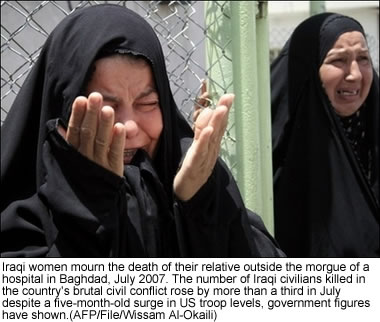 Iraqi women mourn the death of their relative outside the morgue of a
hospital in Baghdad, July 2007. The number of Iraqi civilians killed in
the country's brutal civil conflict rose by more than a third in July
despite a five-month-old surge in US troop levels, government figures
have shown.(AFP/File/Wissam Al-Okaili)